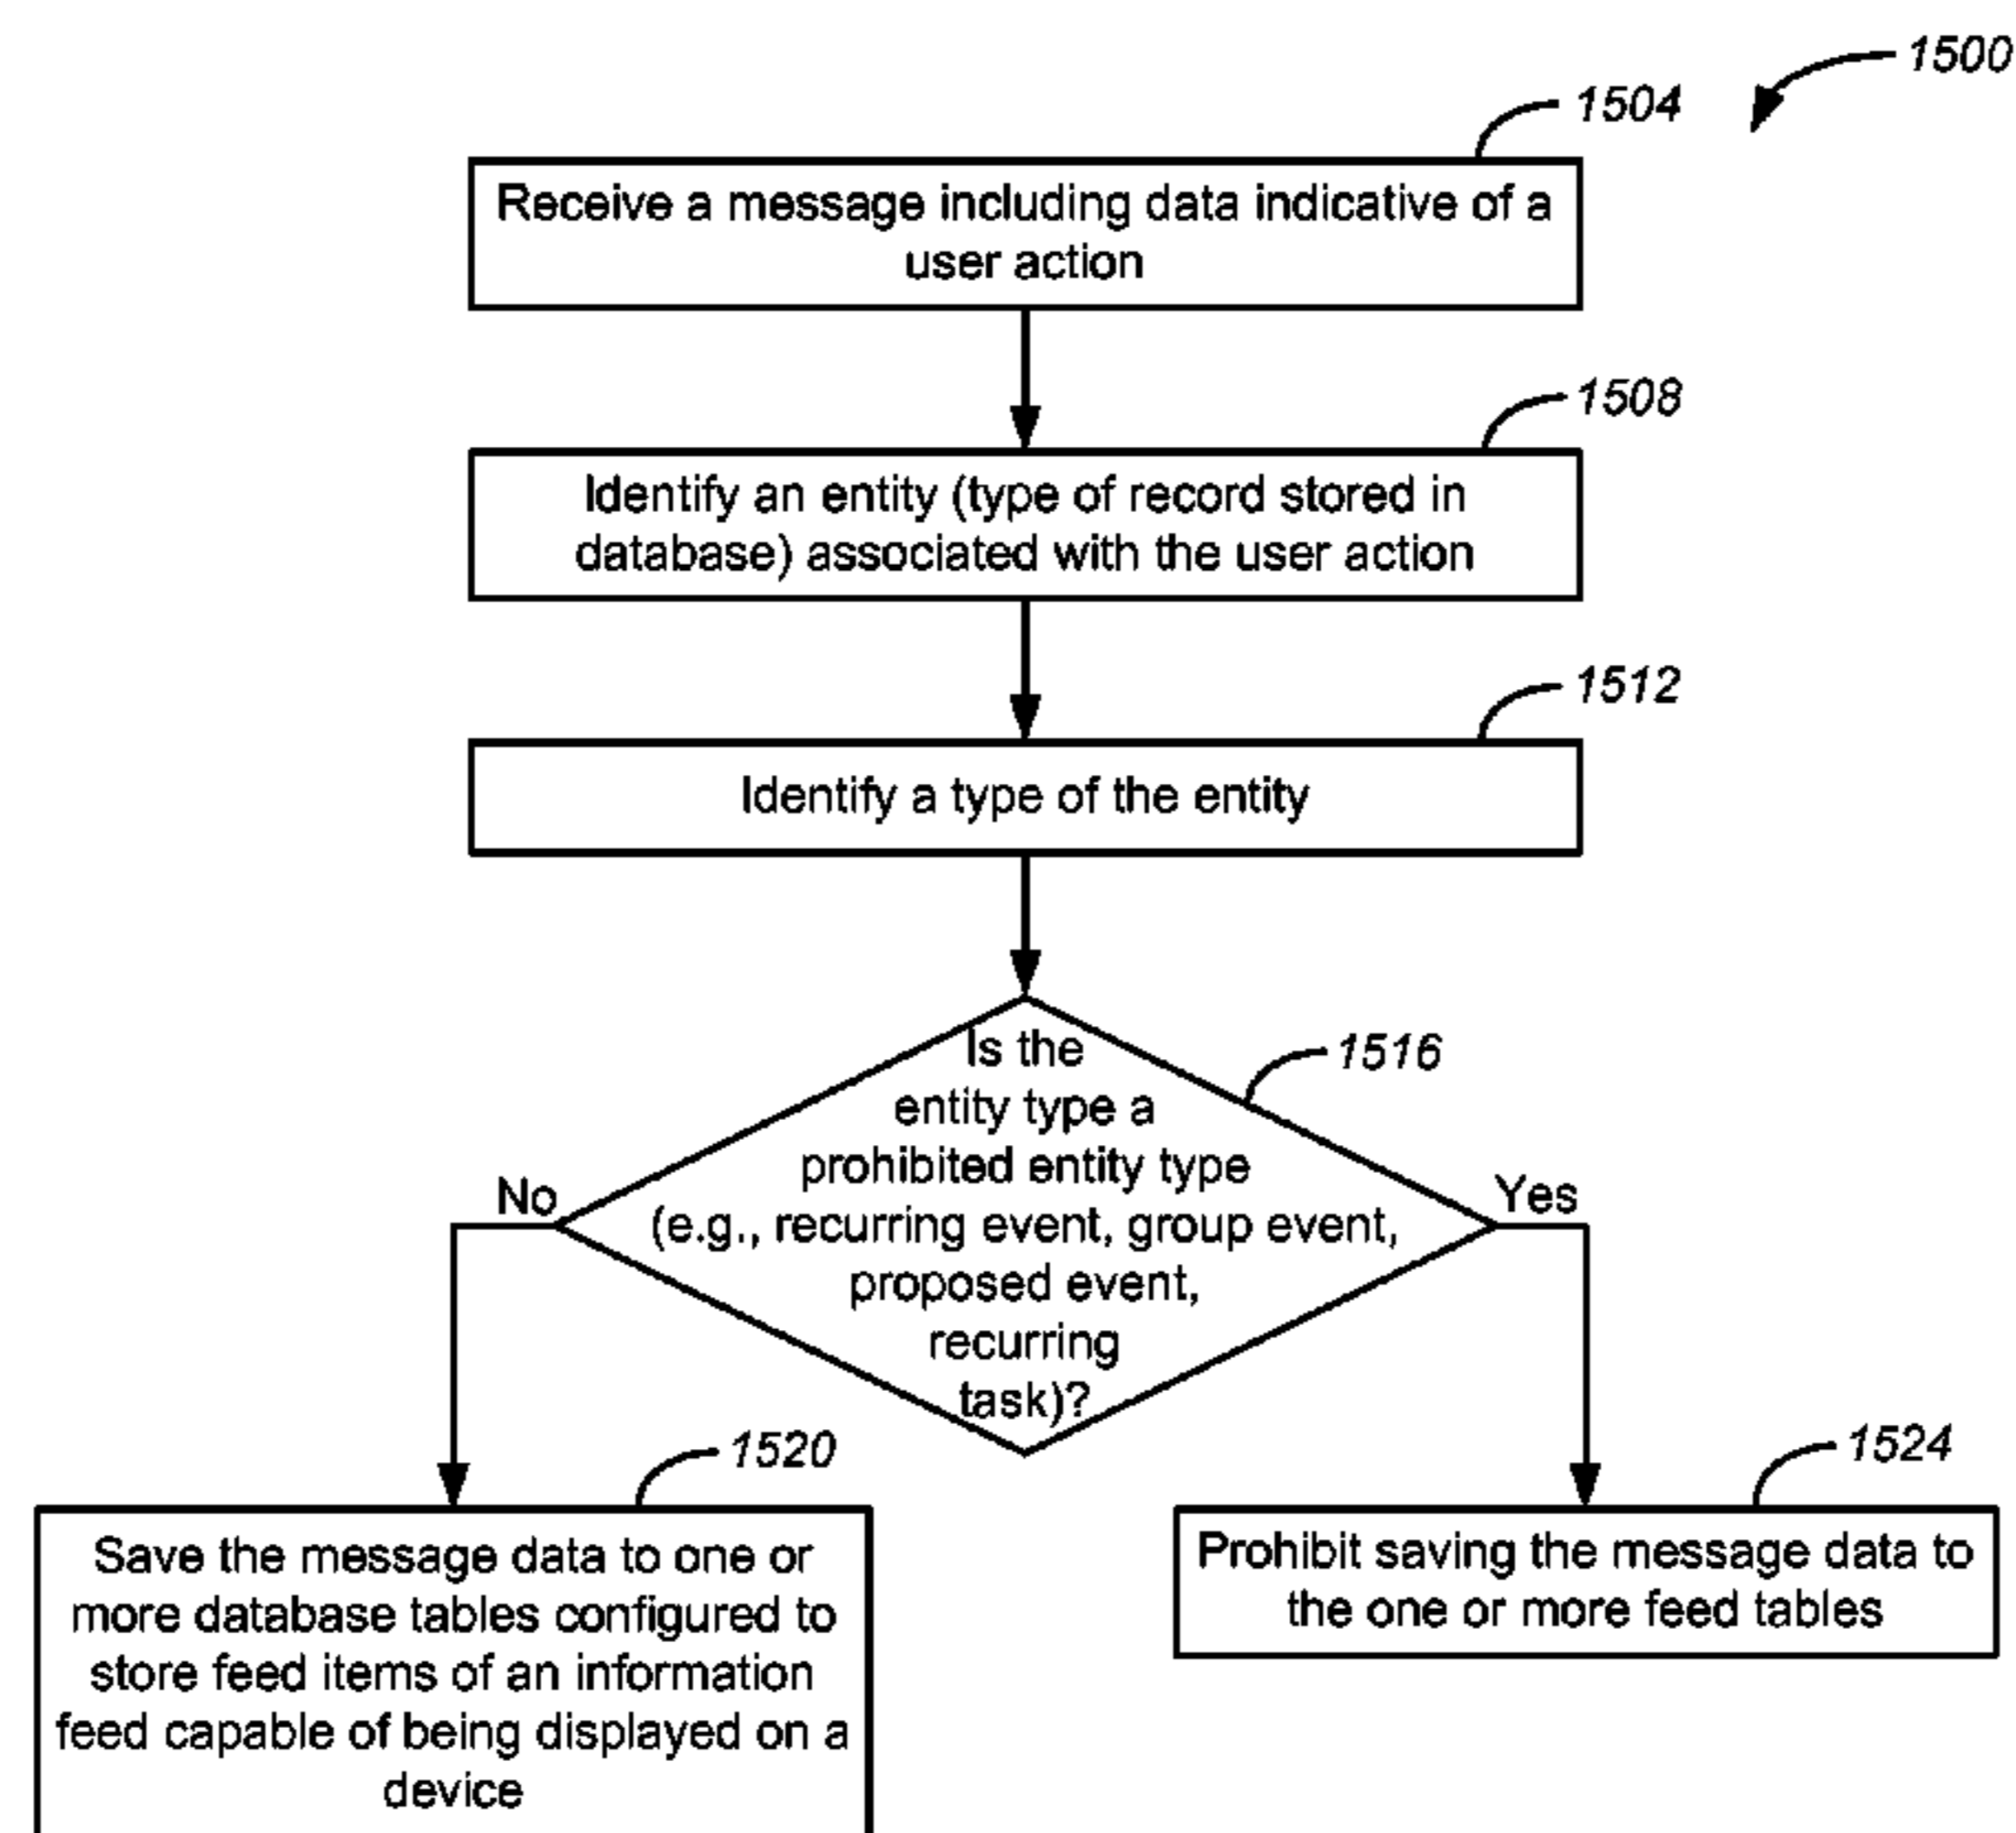 1500
1504
Receive a message including data indicative of a
user action
1508
Identify an entity (type of record stored in
database) associated with the user action
1512
Identify a type of the entity
1516
Is the
entity type a
prohibited entity type
(e.g., recurring event, group event,
proposed event,
recurring
task)?
No
Yes
1520
Save the message data to one or
more database tables configured to
store feed items of an information
feed capable of being displayed on a
device
1524
Prohibit saving the message data to
the one or more feed tables